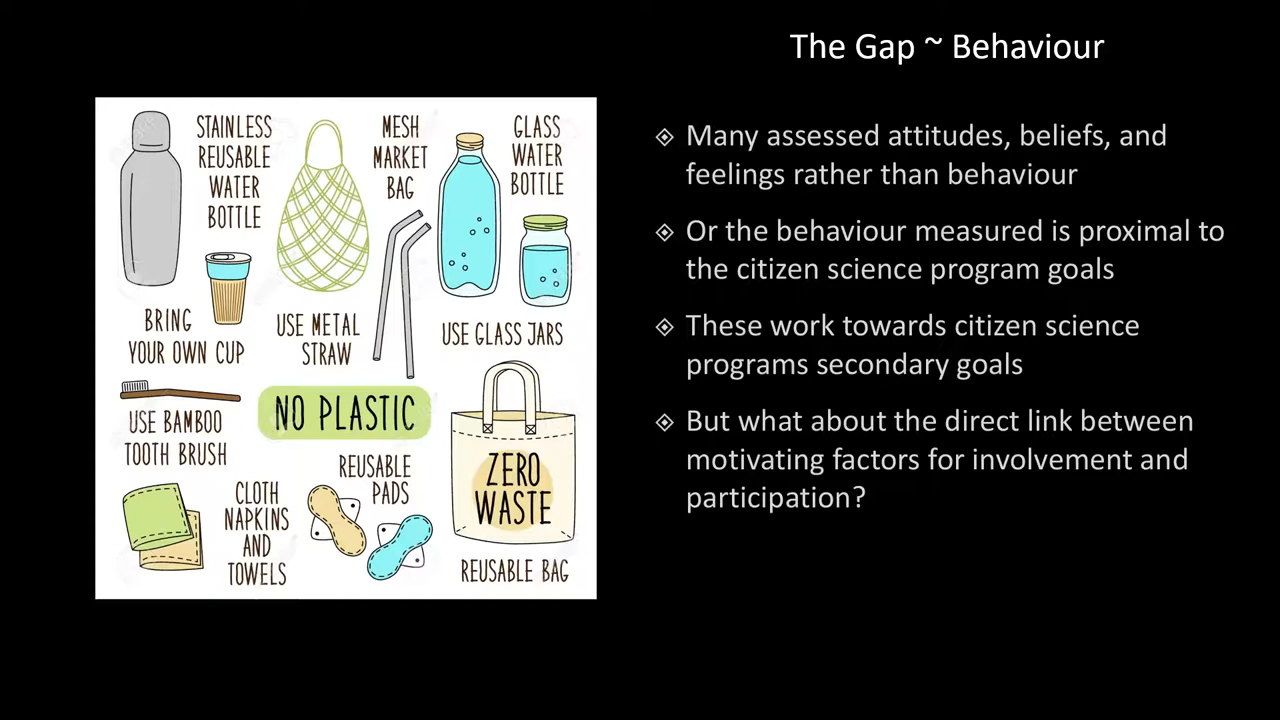 The Gap ~ Behaviour
STAINLESS
REUSABLE
WATER
BOTTLE
MESH
MARKET
BAG
GLASS
WATER
BOTTLE
BRING
YOUR OWN CUP
USE METAL
STRAW
USE GLASS JARS
USE BAMBOO
TOOTH BRUSH
NO PLASTIC
ZERO
WASTE
CLOTH
NAPKINS
AND
TOWELS
REUSABLE
PADS
REUSABLE BAG
Many assessed attitudes, beliefs, and
feelings rather than behaviour
Or the behaviour measured is proximal to
the citizen science program goals
These work towards citizen science
programs secondary goals
But what about the direct link between
motivating factors for involvement and
participation?